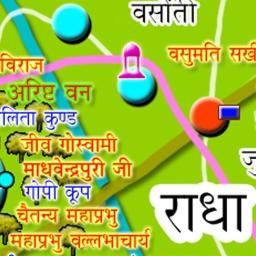 वसोती
वसुमति सखी
विराज
अरिष्ट वन
ललिता कुण्ड
जीव गोस्वामी
माधवेन्द्रपुरी जी
गोपी कूप
राधा
चैतन्य महाप्रभु
महाप्रभु वल्लभाचार्य